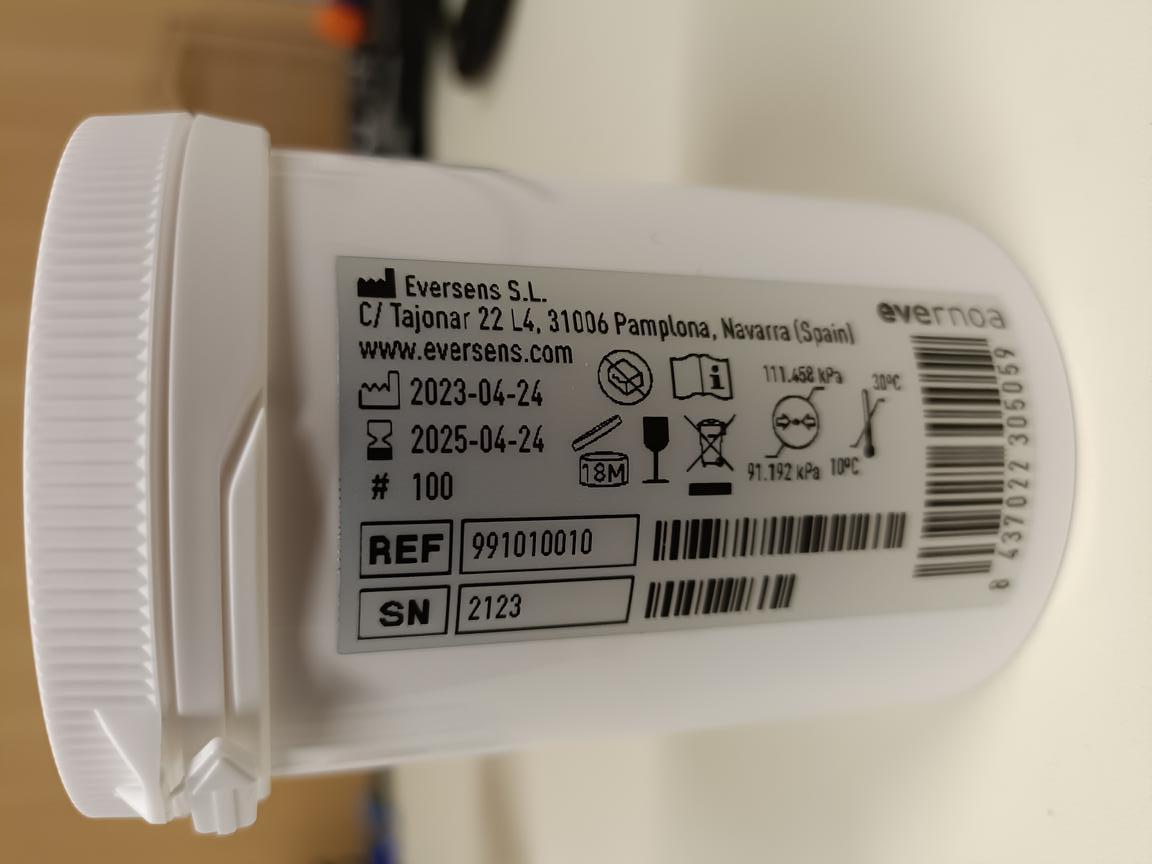 Eversens S.L.
C/ Tajonar 22 L4, 31006 Pamplona, Navarra (Spain)
www.eversens.com
2023-04-24
2025-04-24
# 100
18M
111.458 kPa
91.192 kPa
30ºC
10ºC
REF 991010010
SN 2123
evernoa
8 437022 305059